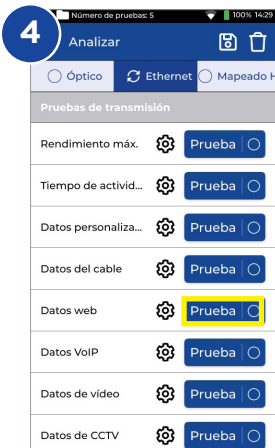 4
Número de pruebas: 5 100% 14:29
Analizar
Óptico Ethernet Mapeado H
Pruebas de transmisión
Rendimiento máx. Prueba
Tiempo de activid... Prueba
Datos personaliza... Prueba
Datos del cable Prueba
Datos web Prueba
Datos VoIP Prueba
Datos de vídeo Prueba
Datos de CCTV Prueba